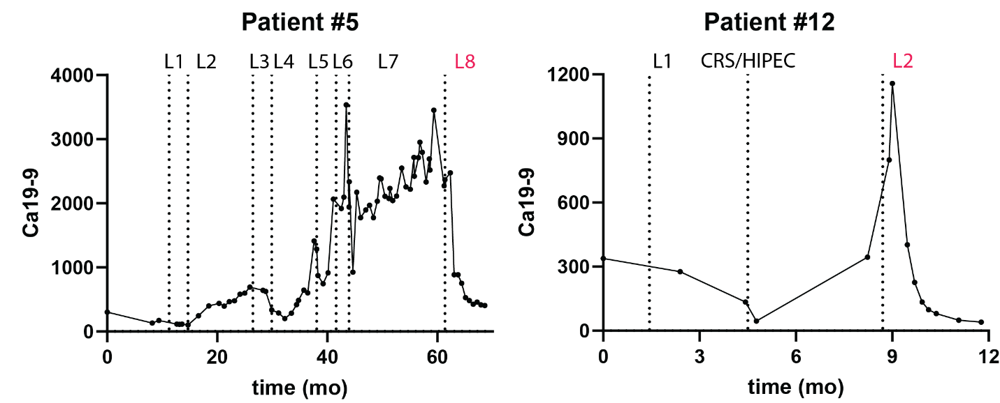 Patient #5
L1 L2 L3 L4 L5 L6 L7 L8
4000
3000
2000
1000
0
Ca19-9
0 20 40 60
time (mo)
Patient #12
L1 CRS/HIPEC L2
1200
900
600
300
0
Ca19-9
0 3 6 9 12
time (mo)